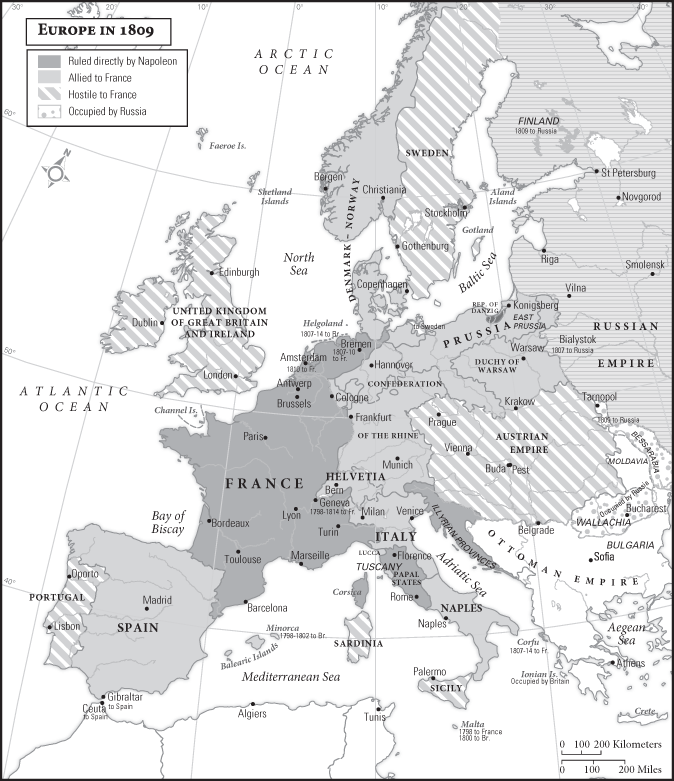 EUROPE IN 1809
Ruled directly by Napoleon
Allied to France
Hostile to France
Occupied by Russia
30°
20°
10°
0°
10°
20°
30°
40°
60°
50°
40°
ARCTIC
OCEAN
Faeroe Is.
Shetland
Islands
Bergen
Christiania
DENMARK – NORWAY
SWEDEN
Stockholm
Gothenburg
Gotland
Aland
Islands
FINLAND
1809 to Russia
St Petersburg
Novgorod
Riga
Smolensk
Vilna
Baltic Sea
North
Sea
Copenhagen
Edinburgh
Dublin
UNITED KINGDOM
OF GREAT BRITAIN
AND IRELAND
London
Channel Is.
Helgoland
1807-14 to Br.
to Sweden
REP. OF
DANZIG
Konigsberg
EAST
PRUSSIA
PRUSSIA
RUSSIAN
EMPIRE
Bialystok
1807 to Russia
Warsaw
DUCHY OF
WARSAW
Bremen
1807-10
to Fr.
Hannover
Amsterdam
1810 to Fr.
Antwerp
Brussels
Cologne
CONFEDERATION
OF THE RHINE
Frankfurt
Munich
Krakow
Tarnopol
1809 to Russia
Prague
Vienna
AUSTRIAN
EMPIRE
Buda
Pest
BESSARABIA
MOLDAVIA
Occupied by Russia
WALLACHIA
Bucharest
Belgrade
BULGARIA
Sofia
OTTOMAN EMPIRE
ATLANTIC
OCEAN
Paris
FRANCE
HELVETIA
Bern
Geneva
1798-1814 to Fr.
Lyon
Milan
Venice
Turin
ITALY
ILLYRIAN PROVINCES
Bay of
Biscay
Bordeaux
Toulouse
Marseille
LUCCA
Florence
TUSCANY
PAPAL
STATES
Adriatic Sea
Corsica
Rome
NAPLES
Naples
Oporto
PORTUGAL
Lisbon
Madrid
SPAIN
Barcelona
Minorca
1798-1802 to Br.
Balearic Islands
SARDINIA
Mediterranean Sea
Corfu
1807-14 to Fr.
Ionian Is.
Occupied by Britain
Aegean
Sea
Athens
Crete
Palermo
SICILY
Gibraltar
to Spain
Ceuta
to Spain
Algiers
Tunis
Malta
1798 to France
1800 to Br.
0 100 200 Kilometers
0 100 200 Miles